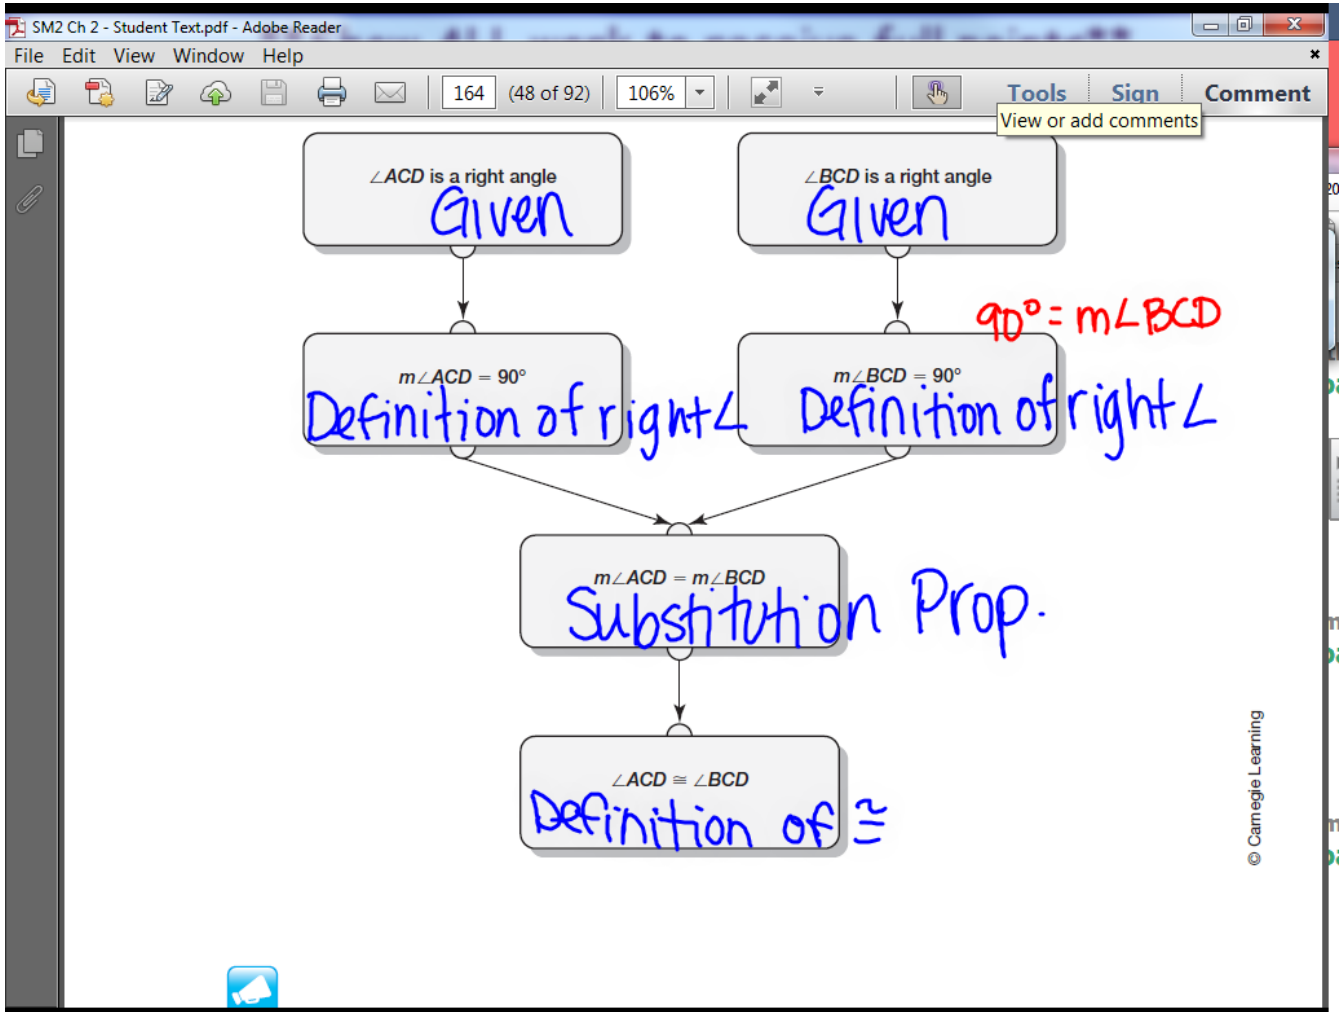 SM2 Ch 2 - Student Text.pdf - Adobe Reader
File Edit View Window Help
164 (48 of 92) 106% Tools Sign Comment
View or add comments
∠ACD is a right angle
Given
∠BCD is a right angle
Given
90° = m∠BCD
m∠ACD = 90°
Definition of right ∠
m∠BCD = 90°
Definition of right ∠
m∠ACD = m∠BCD
Substitution Prop.
∠ACD ≅ ∠BCD
Definition of ≅
© Carnegie Learning